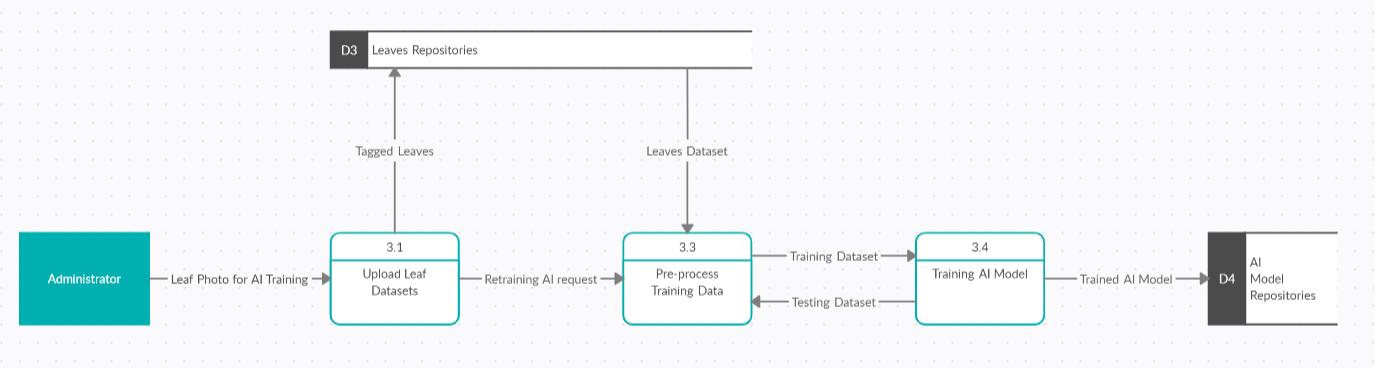 D3 Leaves Repositories
Tagged Leaves
Leaves Dataset
Administrator
Leaf Photo for AI Training
3.1
Upload Leaf
Datasets
Retraining AI request
3.3
Pre-process
Training Data
Training Dataset
Testing Dataset
3.4
Training AI Model
Trained AI Model
D4
AI
Model
Repositories